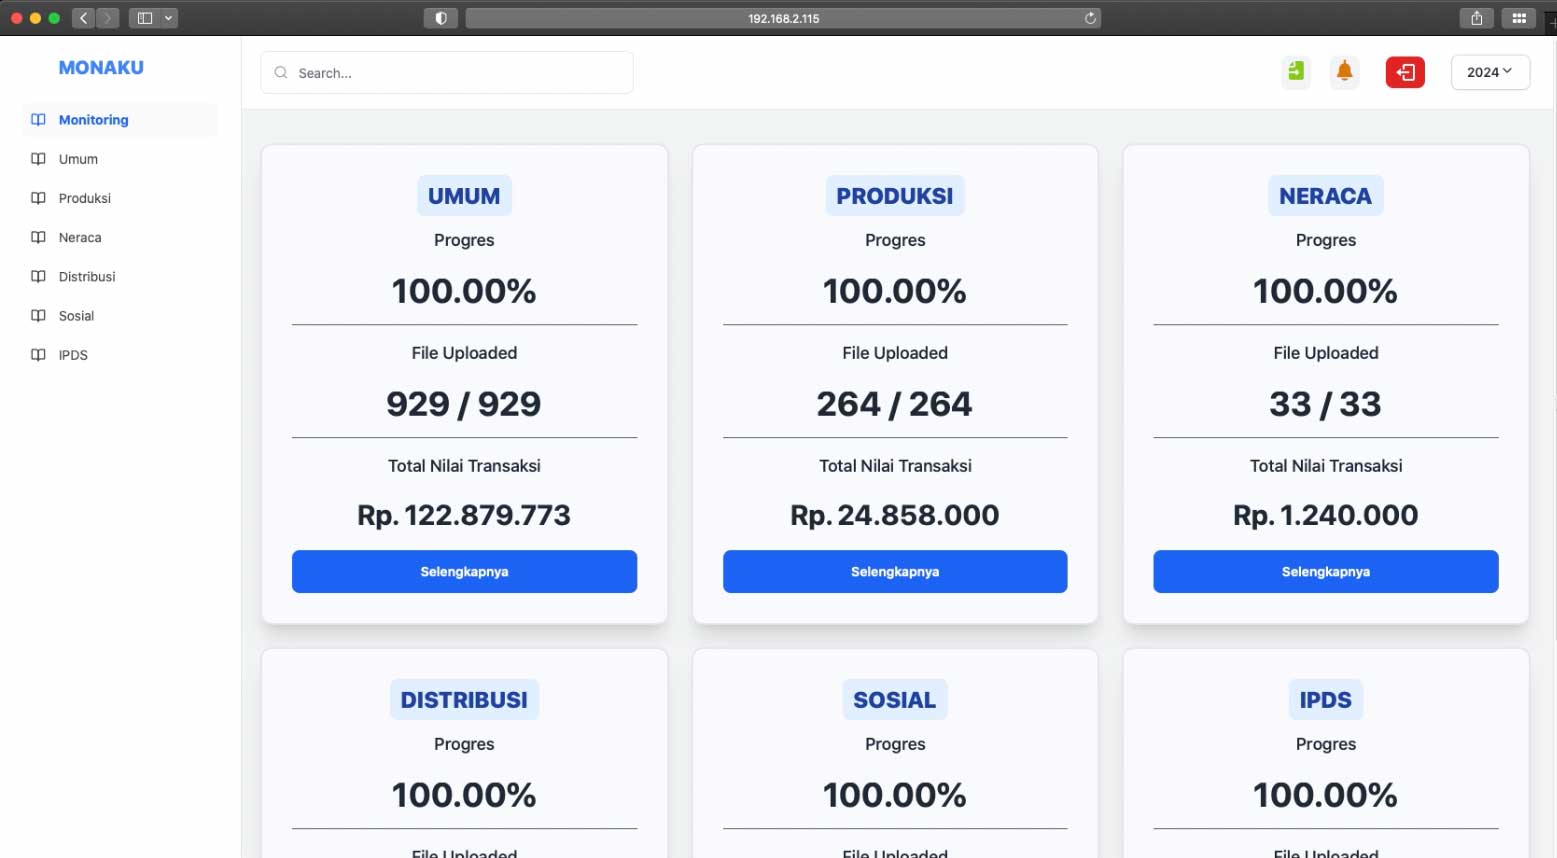 192.168.2.115
MONAKU
Search...
2024
Monitoring
Umum
Produksi
Neraca
Distribusi
Sosial
IPDS
UMUM
Progres
100.00%
File Uploaded
929 / 929
Total Nilai Transaksi
Rp. 122.879.773
Selengkapnya
PRODUKSI
Progres
100.00%
File Uploaded
264 / 264
Total Nilai Transaksi
Rp. 24.858.000
Selengkapnya
NERACA
Progres
100.00%
File Uploaded
33 / 33
Total Nilai Transaksi
Rp. 1.240.000
Selengkapnya
DISTRIBUSI
Progres
100.00%
File Uploaded
SOSIAL
Progres
100.00%
File Uploaded
IPDS
Progres
100.00%
File Uploaded